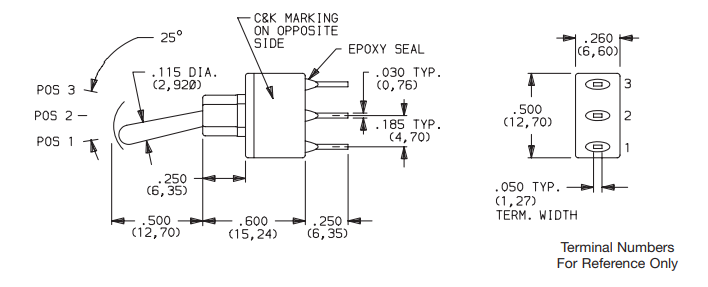 C&K MARKING
ON OPPOSITE
SIDE
25°
EPOXY SEAL
.260
(6,60)
.115 DIA.
(2,920)
.030 TYP.
(0,76)
POS 3
POS 2
POS 1
3
2
1
.500
(12,70)
.185 TYP.
(4,70)
.250
(6,35)
.050 TYP.
(1,27)
TERM. WIDTH
.500
(12,70)
.600
(15,24)
.250
(6,35)
Terminal Numbers
For Reference Only